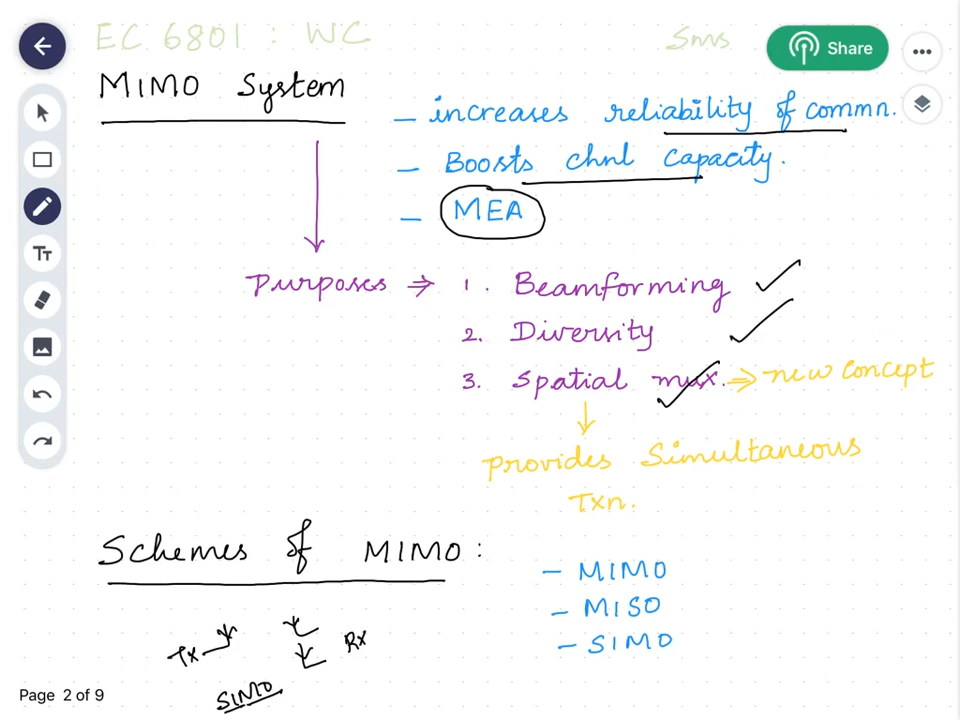 EC 6801 : WC
Sms
Share
MIMO System
– increases reliability of commn.
– Boosts chnl capacity.
– MEA
Purposes ⇒ 1. Beamforming
2. Diversity
3. Spatial mux. ⇒ new concept
provides Simultaneous
Txn.
Schemes of MIMO :
– MIMO
– MISO
– SIMO
Tx
Rx
SIMO
Tт
Page 2 of 9